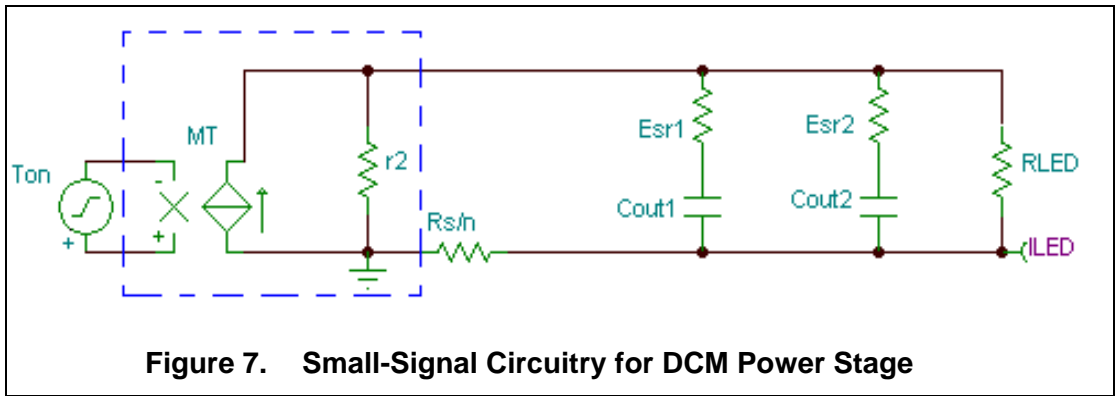 MT
Ton
-
+
+
r2
Rs/n
Esr1
Cout1
Esr2
Cout2
RLED
ILED
Figure 7. Small-Signal Circuitry for DCM Power Stage